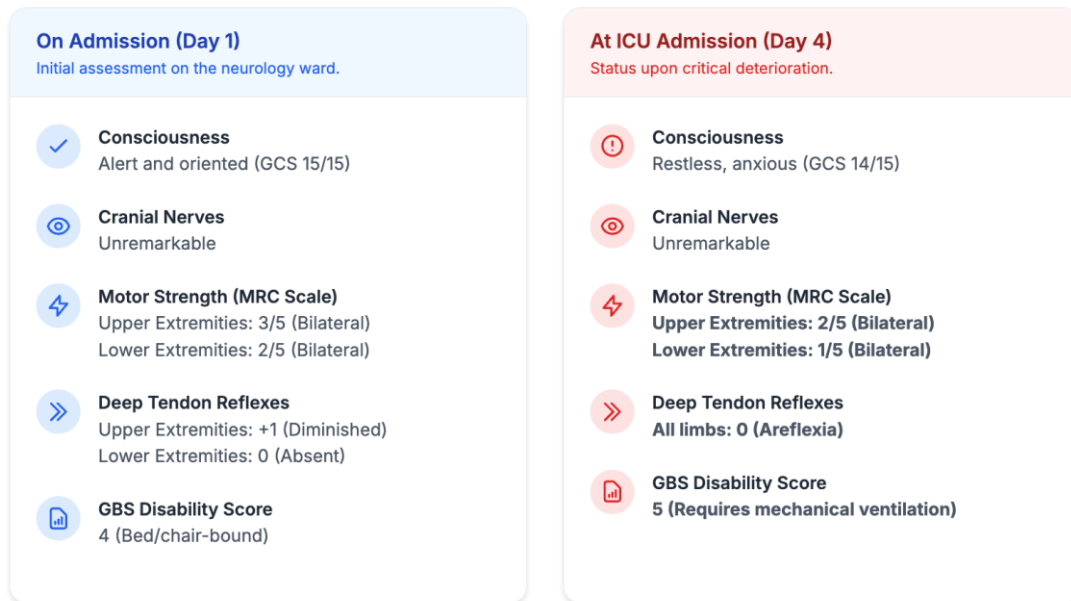 On Admission (Day 1)
Initial assessment on the neurology ward.
Consciousness
Alert and oriented (GCS 15/15)
Cranial Nerves
Unremarkable
Motor Strength (MRC Scale)
Upper Extremities: 3/5 (Bilateral)
Lower Extremities: 2/5 (Bilateral)
Deep Tendon Reflexes
Upper Extremities: +1 (Diminished)
Lower Extremities: 0 (Absent)
GBS Disability Score
4 (Bed/chair-bound)
At ICU Admission (Day 4)
Status upon critical deterioration.
Consciousness
Restless, anxious (GCS 14/15)
Cranial Nerves
Unremarkable
Motor Strength (MRC Scale)
Upper Extremities: 2/5 (Bilateral)
Lower Extremities: 1/5 (Bilateral)
Deep Tendon Reflexes
All limbs: 0 (Areflexia)
GBS Disability Score
5 (Requires mechanical ventilation)